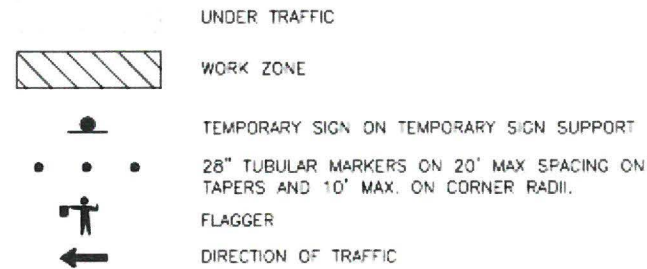 UNDER TRAFFIC
WORK ZONE
TEMPORARY SIGN ON TEMPORARY SIGN SUPPORT
28" TUBULAR MARKERS ON 20' MAX SPACING ON
TAPERS AND 10' MAX. ON CORNER RADII.
FLAGGER
DIRECTION OF TRAFFIC